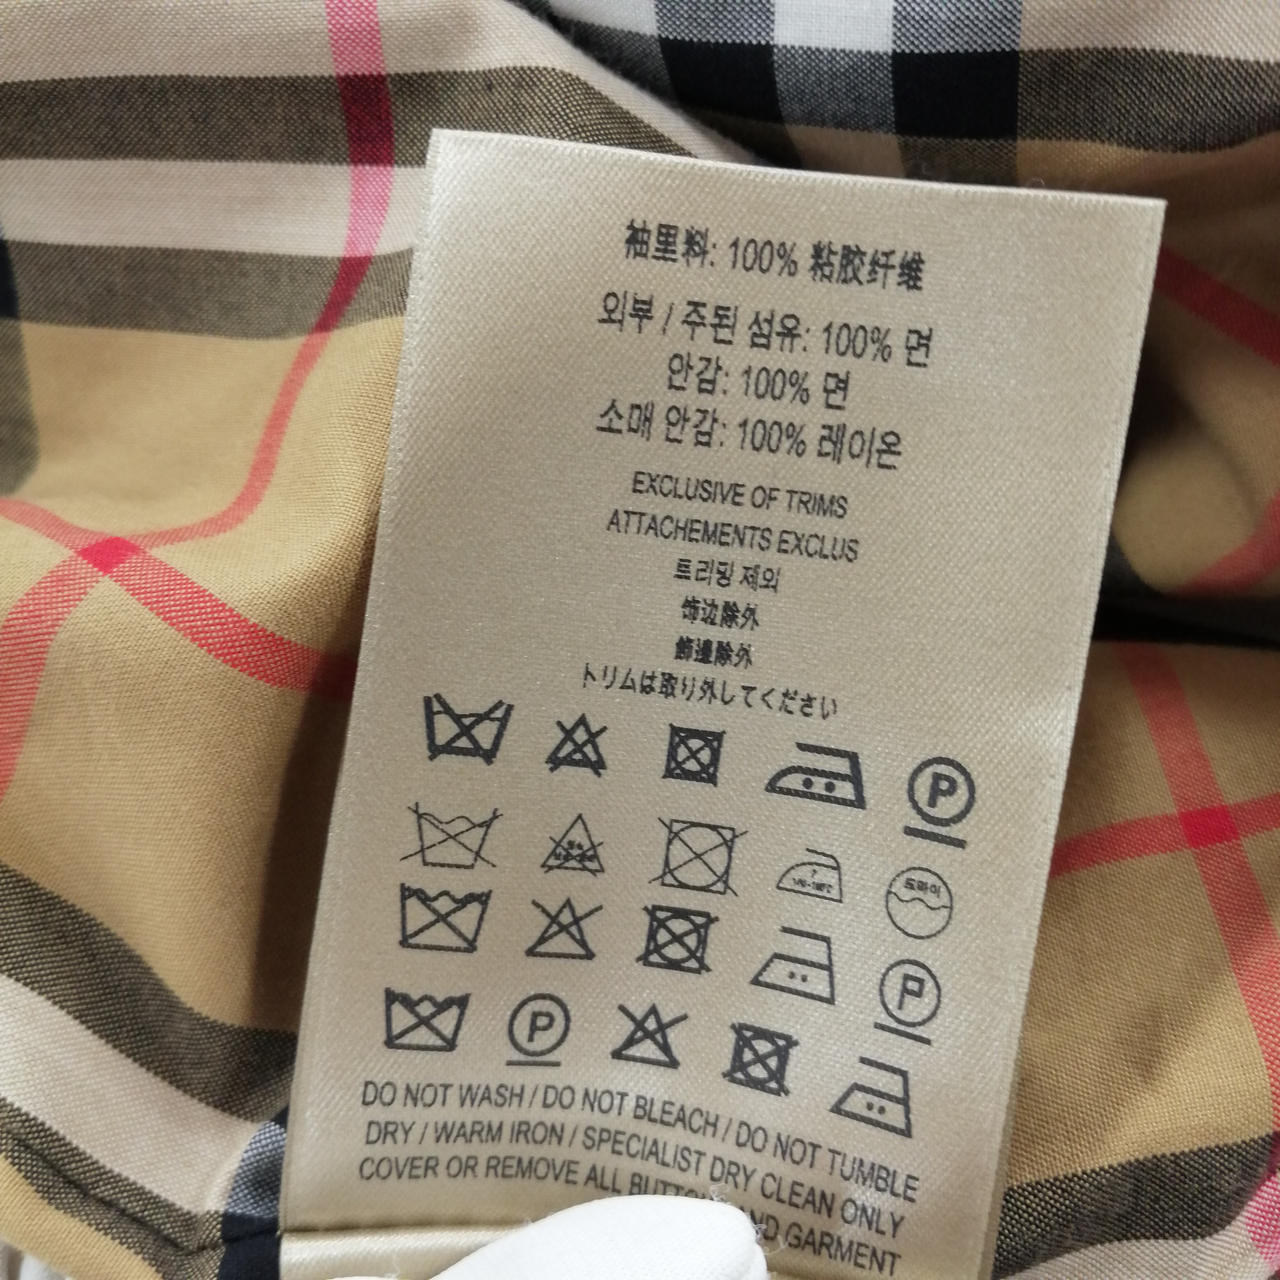 袖里料: 100% 粘胶纤维
외부 / 주된 섬유: 100% 면
안감: 100% 면
소매 안감: 100% 레이온
EXCLUSIVE OF TRIMS
ATTACHEMENTS EXCLUS
트리밍 제외
饰边除外
飾邊除外
トリムは取り外してください
P
드라이
P
P
DO NOT WASH / DO NOT BLEACH / DO NOT TUMBLE
DRY / WARM IRON / SPECIALIST DRY CLEAN ONLY
COVER OR REMOVE ALL AND GARMENT